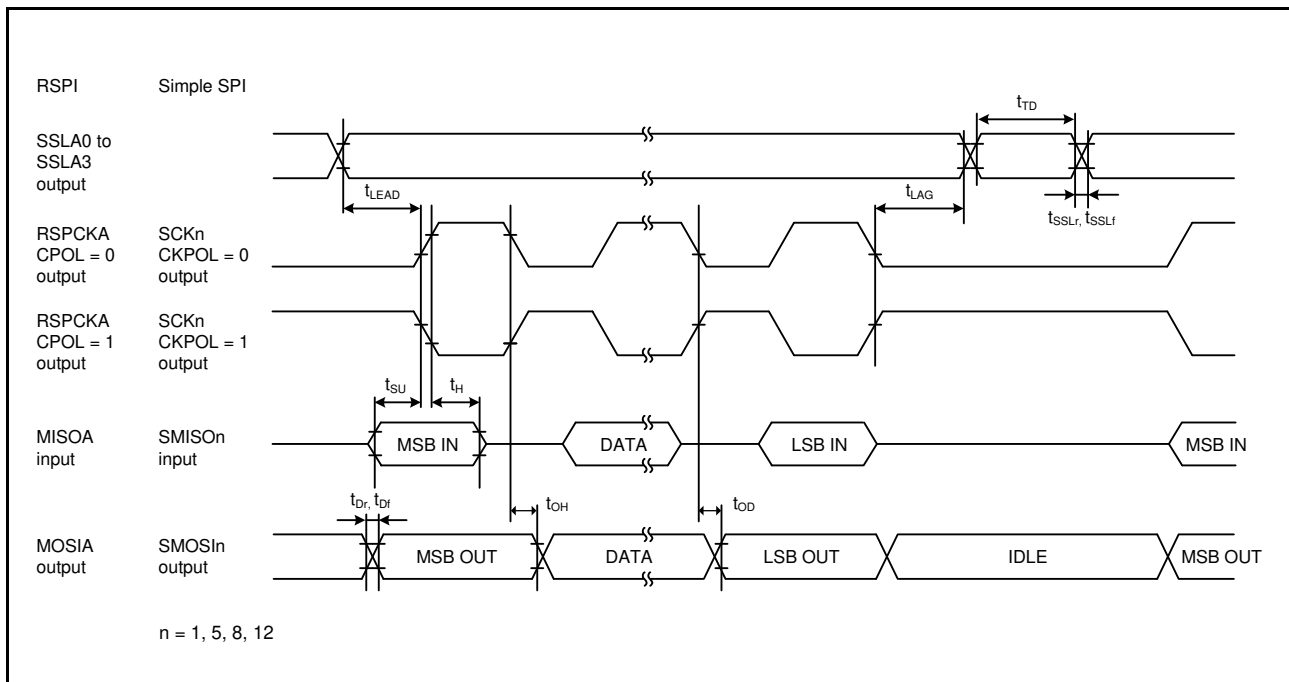 RSPI Simple SPI
tTD
SSLA0 to
SSLA3
output
tLEAD
tLAG
tSSLr, tSSLf
RSPCKA SCKn
CPOL = 0 CKPOL = 0
output output
RSPCKA SCKn
CPOL = 1 CKPOL = 1
output output
tSU tH
MISOA SMISOn
input input
MSB IN DATA LSB IN MSB IN
tDr, tDf tOH tOD
MOSIA SMOSIn
output output
MSB OUT DATA LSB OUT IDLE MSB OUT
n = 1, 5, 8, 12